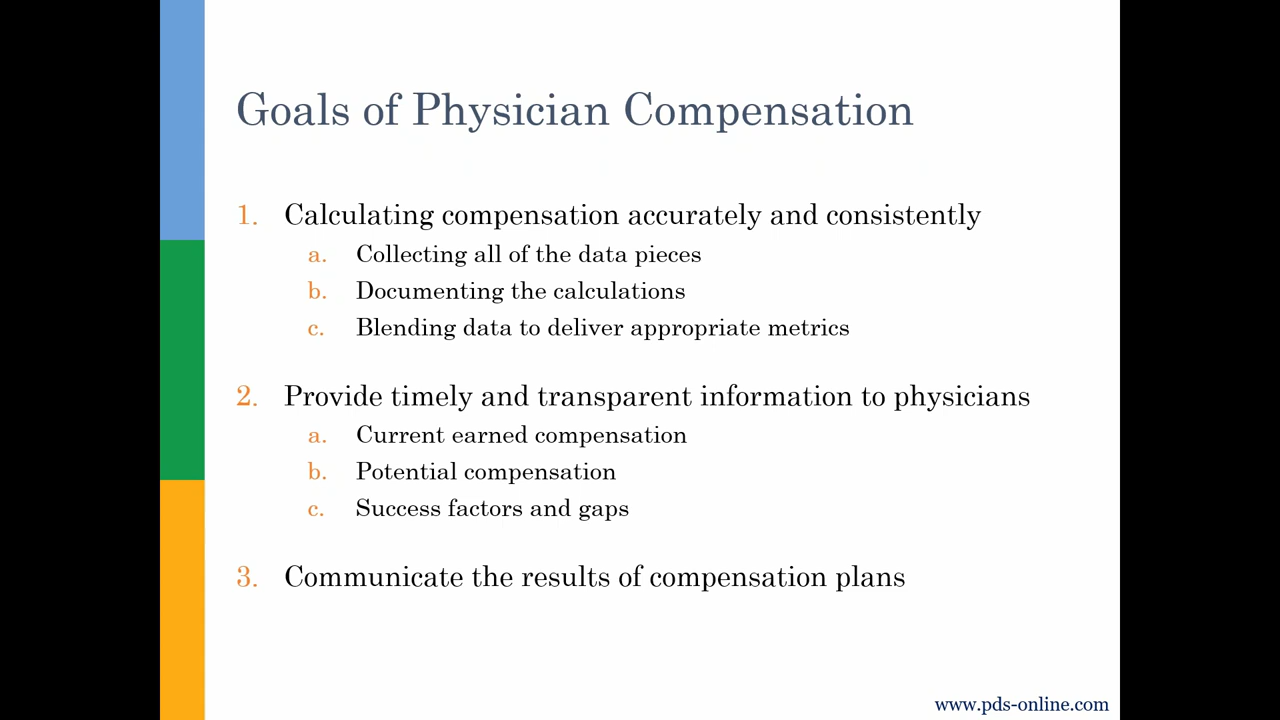 Goals of Physician Compensation
1. Calculating compensation accurately and consistently
a. Collecting all of the data pieces
b. Documenting the calculations
c. Blending data to deliver appropriate metrics
2. Provide timely and transparent information to physicians
a. Current earned compensation
b. Potential compensation
c. Success factors and gaps
3. Communicate the results of compensation plans
www.pds-online.com